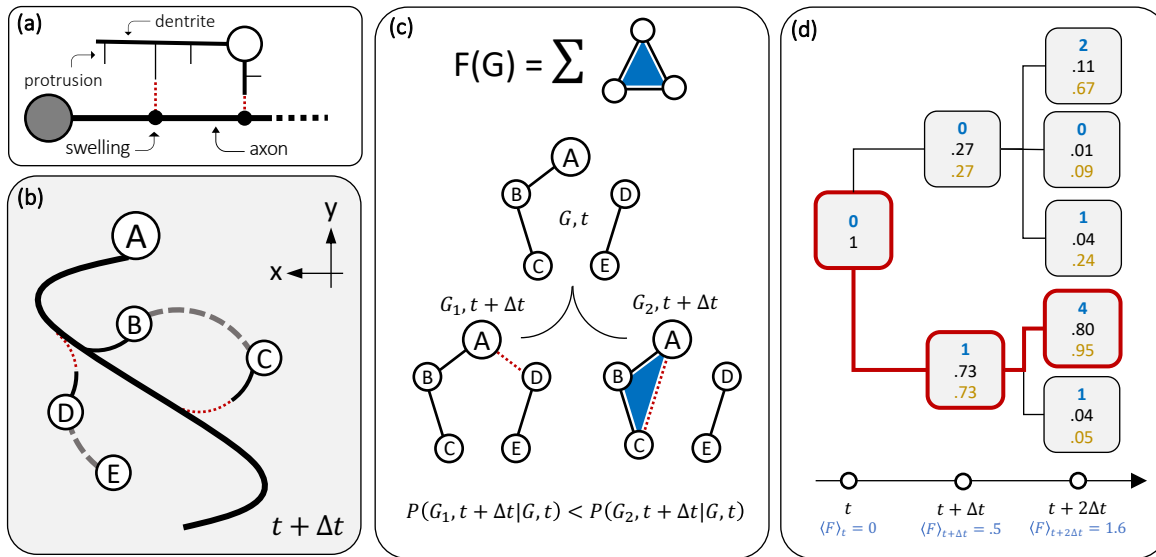 (a)
dentrite
protrusion
swelling
axon
(b)
A
y
x
B
C
D
E
t + Δt
(c)
F(G) = ∑
A
B
D
G, t
C
E
G₁, t + Δt
G₂, t + Δt
A
B
D
C
E
A
B
D
C
E
P(G₁, t + Δt|G, t) < P(G₂, t + Δt|G, t)
(d)
2
.11
.67
0
.27
.27
0
.01
.09
0
1
1
.04
.24
1
.73
.73
4
.80
.95
1
.04
.05
t
t + Δt
t + 2Δt
⟨F⟩ₜ = 0
⟨F⟩ₜ₊Δₜ = .5
⟨F⟩ₜ₊₂Δₜ = 1.6